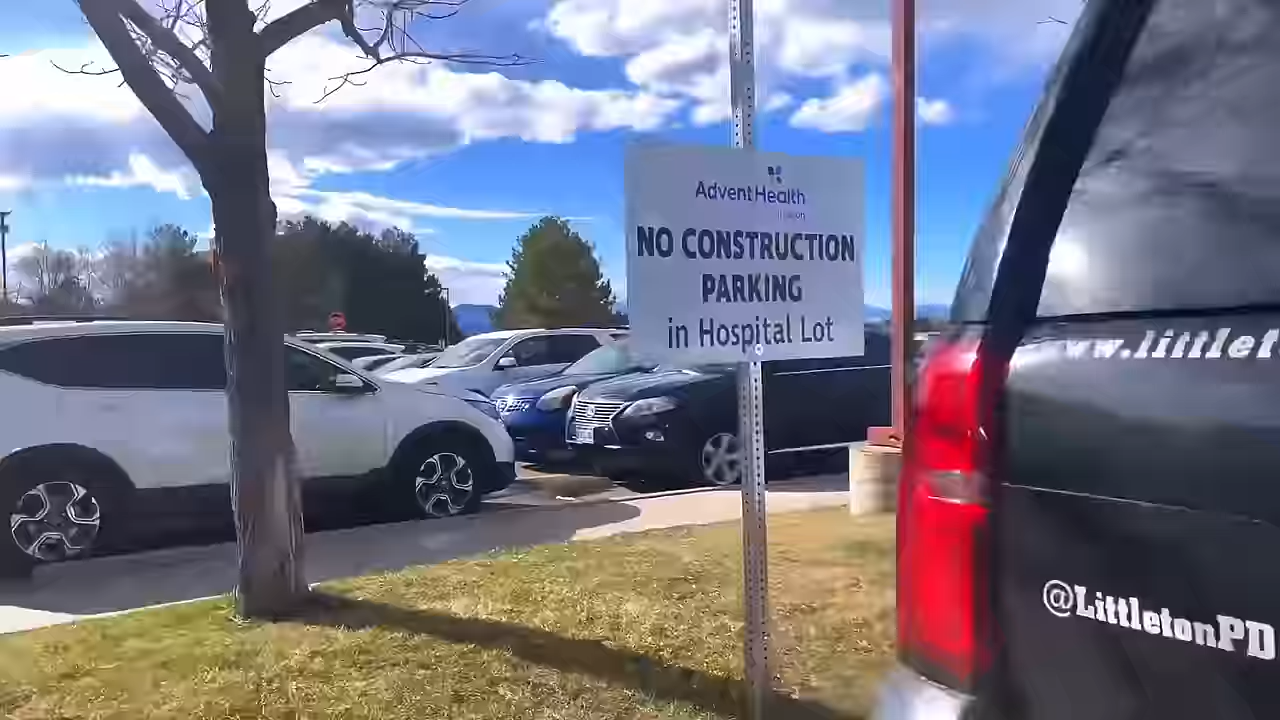 AdventHealth
NO CONSTRUCTION
PARKING
in Hospital Lot
@LittletonPD